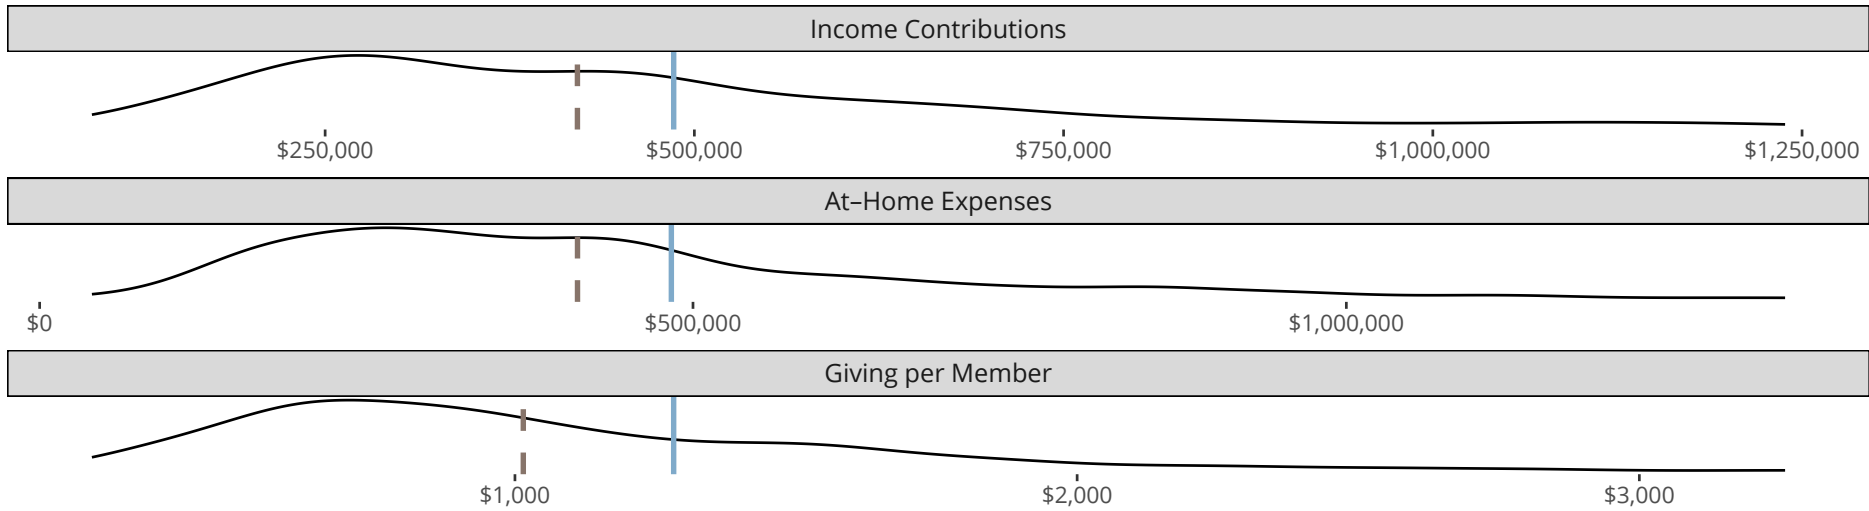 Income Contributions
$250,000 $500,000 $750,000 $1,000,000 $1,250,000
At–Home Expenses
$0 $500,000 $1,000,000
Giving per Member
$1,000 $2,000 $3,000